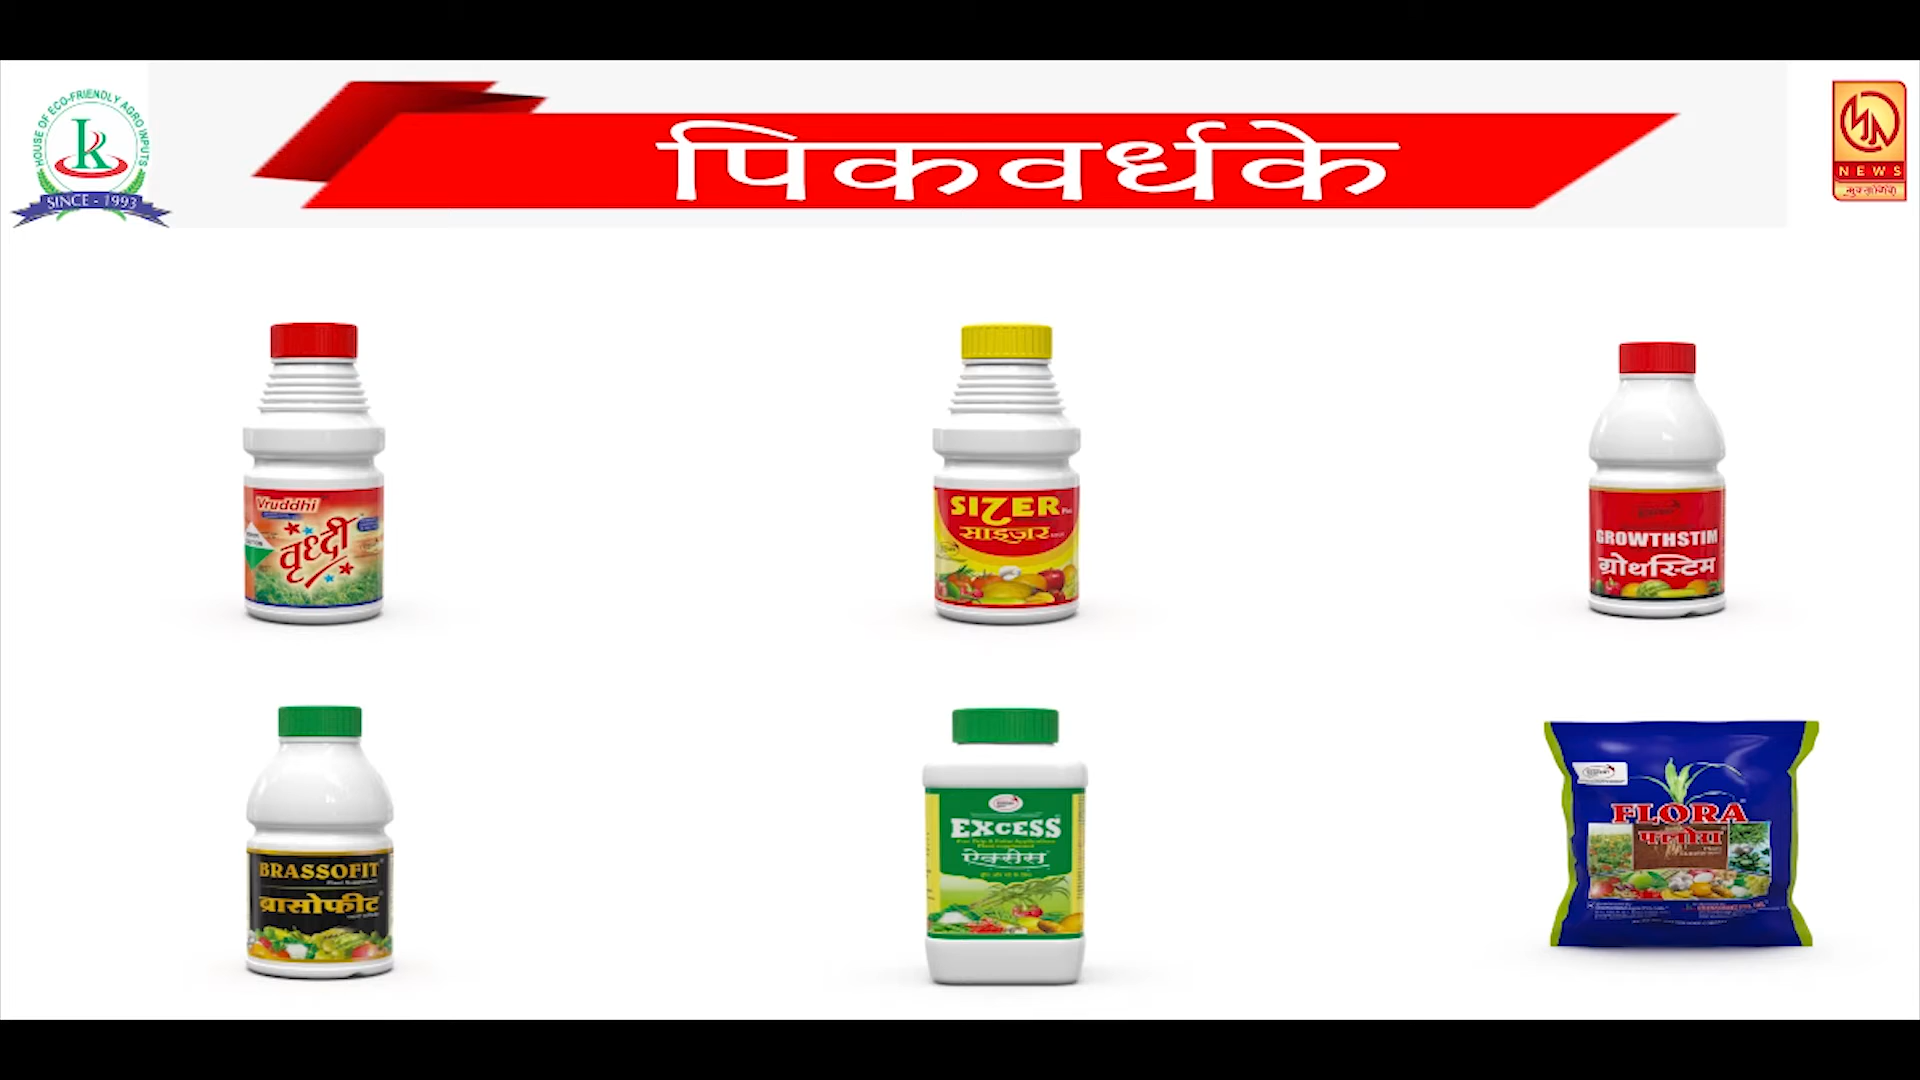 HOUSE OF ECO-FRIENDLY AGRO INPUTS
K
SINCE - 1993
पिकवर्धके
NEWS
Vruddhi
वृध्दी
SIZER Plus
साइज़र
GROWTHSTIM
ग्रोथस्टिम
BRASSOFIT
ब्रासोफीट
EXCESS
ऐक्सेस
FLORA
फ्लोरा